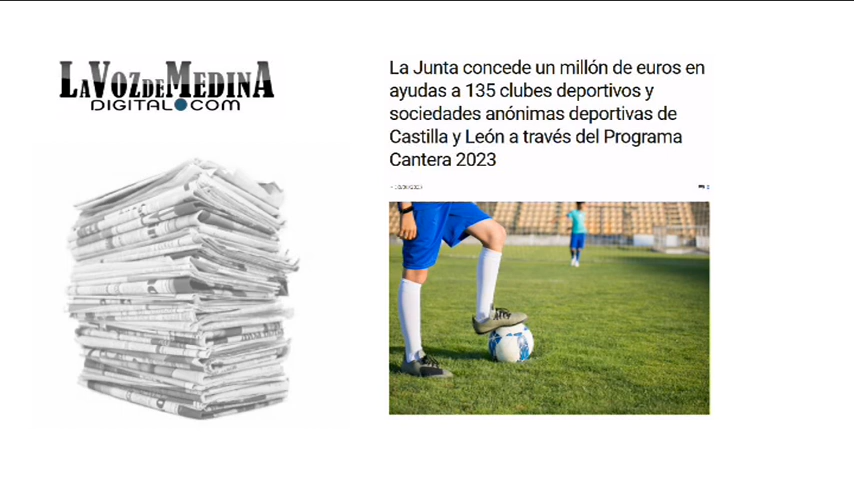 LAVOZDEMEDINA
DIGITAL.COM
La Junta concede un millón de euros en
ayudas a 135 clubes deportivos y
sociedades anónimas deportivas de
Castilla y León a través del Programa
Cantera 2023